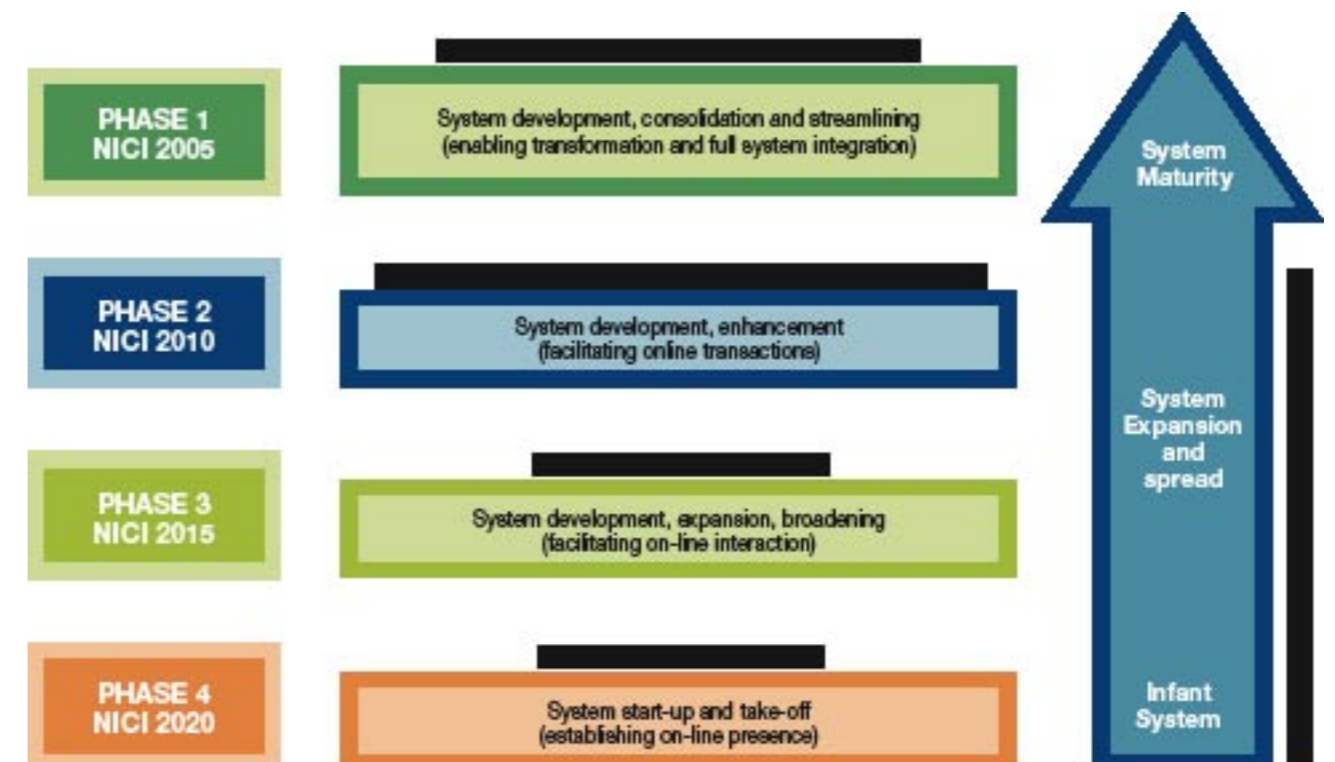 PHASE 1
NICI 2005
System development, consolidation and streamlining
(enabling transformation and full system integration)
System
Maturity
PHASE 2
NICI 2010
System development, enhancement
(facilitating online transactions)
System
Expansion
and
spread
PHASE 3
NICI 2015
System development, expansion, broadening
(facilitating on-line interaction)
PHASE 4
NICI 2020
System start-up and take-off
(establishing on-line presence)
Infant
System